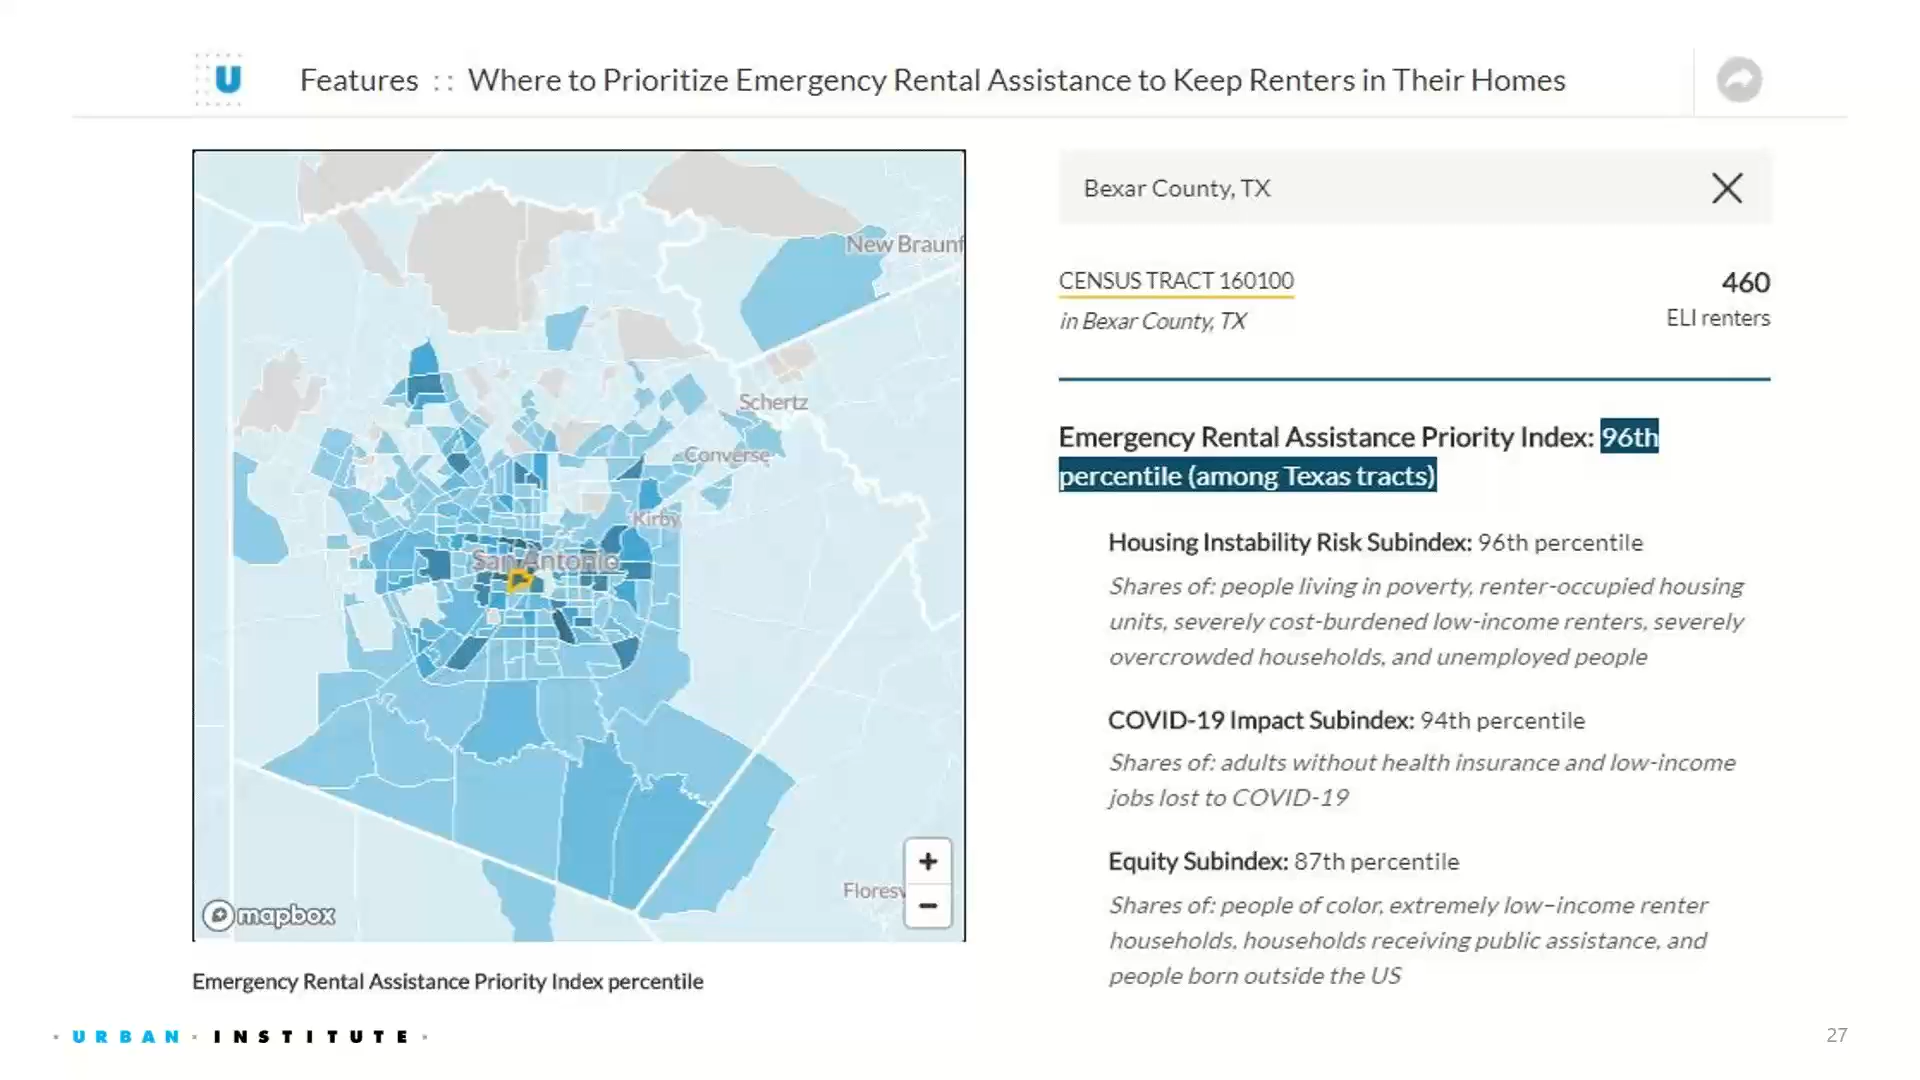 U
Features :: Where to Prioritize Emergency Rental Assistance to Keep Renters in Their Homes
New Braunf
Schertz
Converse
Kirby
San Antonio
Floresv
+
−
mapbox
Emergency Rental Assistance Priority Index percentile
Bexar County, TX
CENSUS TRACT 160100
in Bexar County, TX
460
ELI renters
Emergency Rental Assistance Priority Index: 96th
percentile (among Texas tracts)
Housing Instability Risk Subindex: 96th percentile
Shares of: people living in poverty, renter-occupied housing
units, severely cost-burdened low-income renters, severely
overcrowded households, and unemployed people
COVID-19 Impact Subindex: 94th percentile
Shares of: adults without health insurance and low-income
jobs lost to COVID-19
Equity Subindex: 87th percentile
Shares of: people of color, extremely low–income renter
households, households receiving public assistance, and
people born outside the US
· URBAN · INSTITUTE ·
27